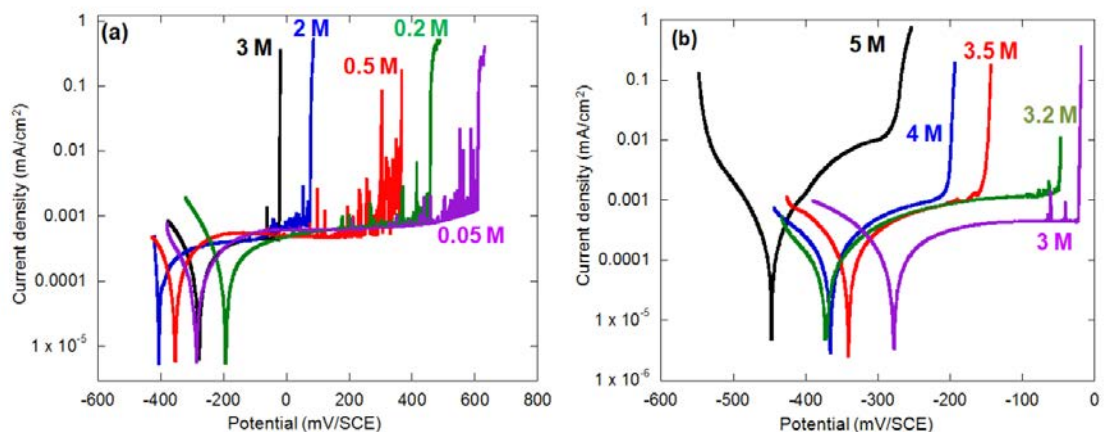 (a)
3 M
2 M
0.2 M
0.5 M
0.05 M
1
0.1
0.01
0.001
0.0001
1 x 10-5
Current density (mA/cm2)
-600 -400 -200 0 200 400 600 800
Potential (mV/SCE)
(b)
5 M
3.5 M
4 M
3.2 M
3 M
1
0.1
0.01
0.001
0.0001
1 x 10-5
1 x 10-6
Current density (mA/cm2)
-600 -500 -400 -300 -200 -100 0
Potential (mV/SCE)